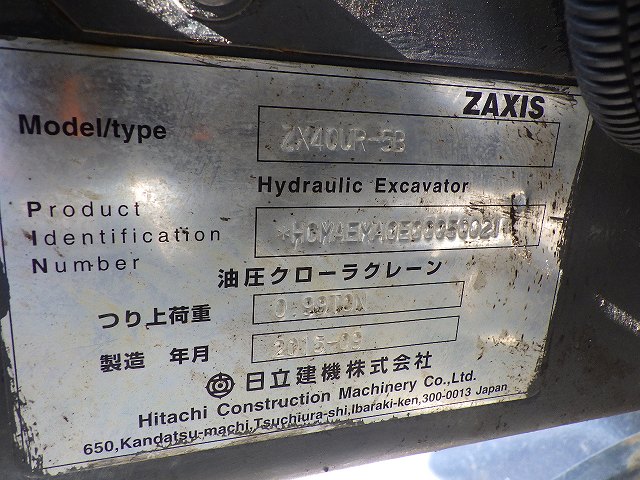 ZAXIS
Model/type ZX40UR-5B
Hydraulic Excavator
Product
Identification
Number
油圧クローラクレーン
つり上荷重 0.99TON
製造 年月 2015-09
日立建機株式会社
Hitachi Construction Machinery Co.,Ltd.
650,Kandatsu-machi,Tsuchiura-shi,Ibaraki-ken,300-0013 Japan